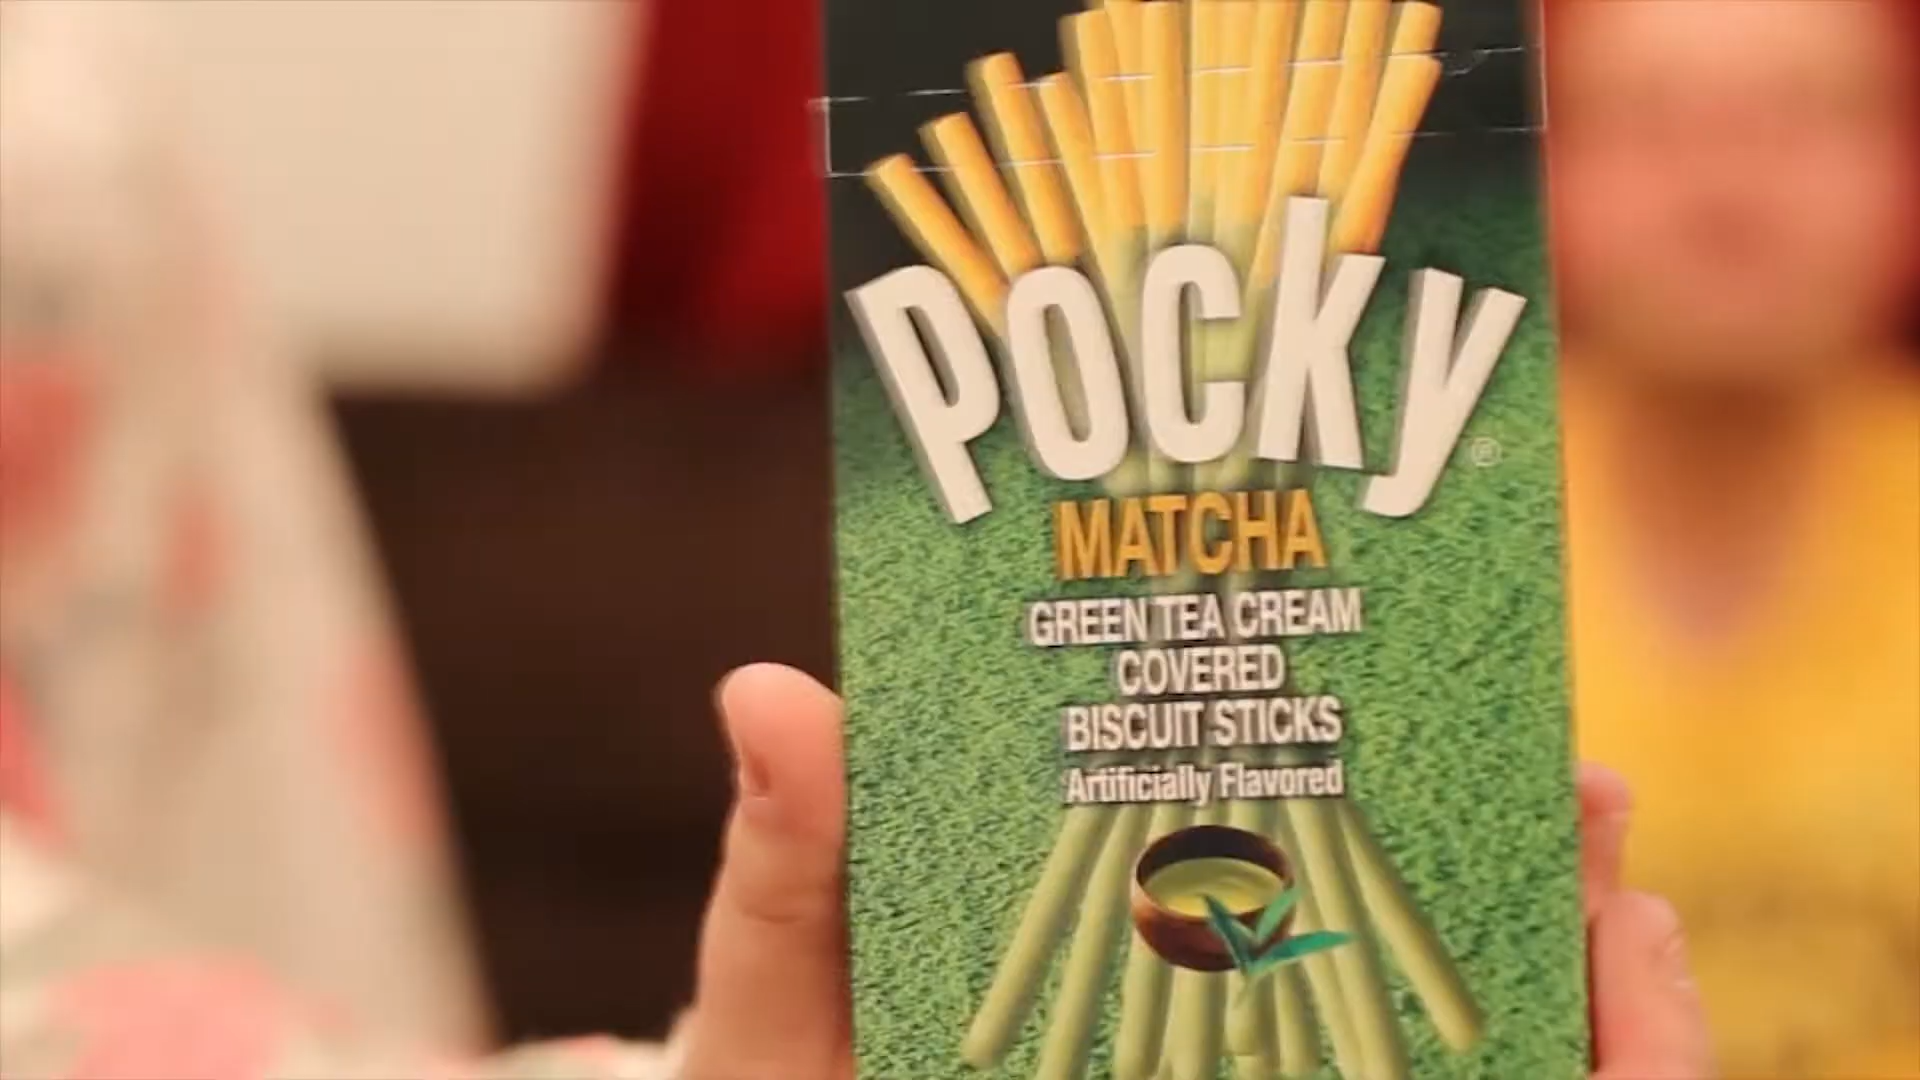 POCKY®
MATCHA
GREEN TEA CREAM
COVERED
BISCUIT STICKS
Artificially Flavored